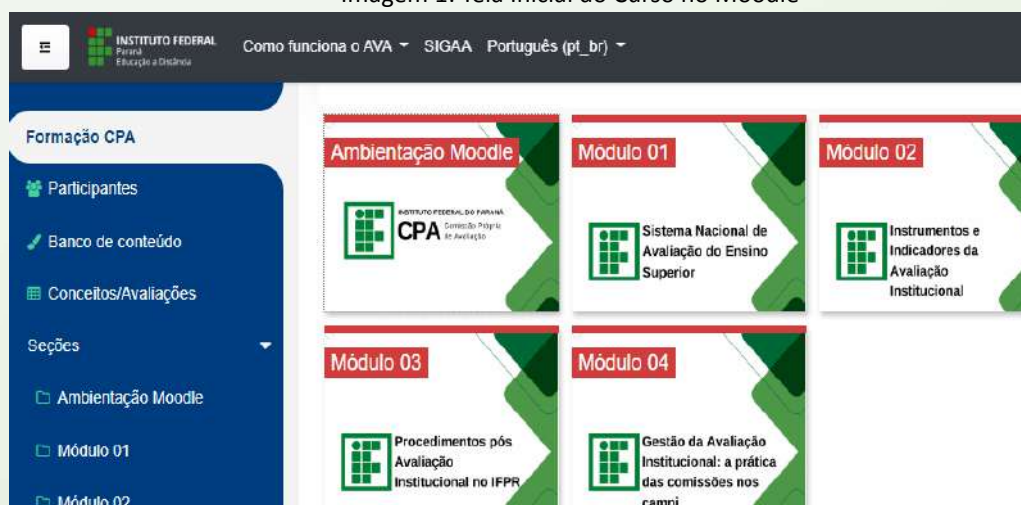 Imagem 1: Tela inicial do Curso no Moodle
INSTITUTO FEDERAL
Paraná
Educação a Distância
Como funciona o AVA
SIGAA
Português (pt_br)
Formação CPA
Participantes
Banco de conteúdo
Conceitos/Avaliações
Seções
Ambientação Moodle
Módulo 01
Módulo 02
Ambientação Moodle
INSTITUTO FEDERAL DO PARANÁ
CPA
Comissão Própria
de Avaliação
Módulo 01
Sistema Nacional de
Avaliação do Ensino
Superior
Módulo 02
Instrumentos e
Indicadores da
Avaliação
Institucional
Módulo 03
Procedimentos pós
Avaliação
Institucional no IFPR
Módulo 04
Gestão da Avaliação
Institucional: a prática
das comissões nos
campi